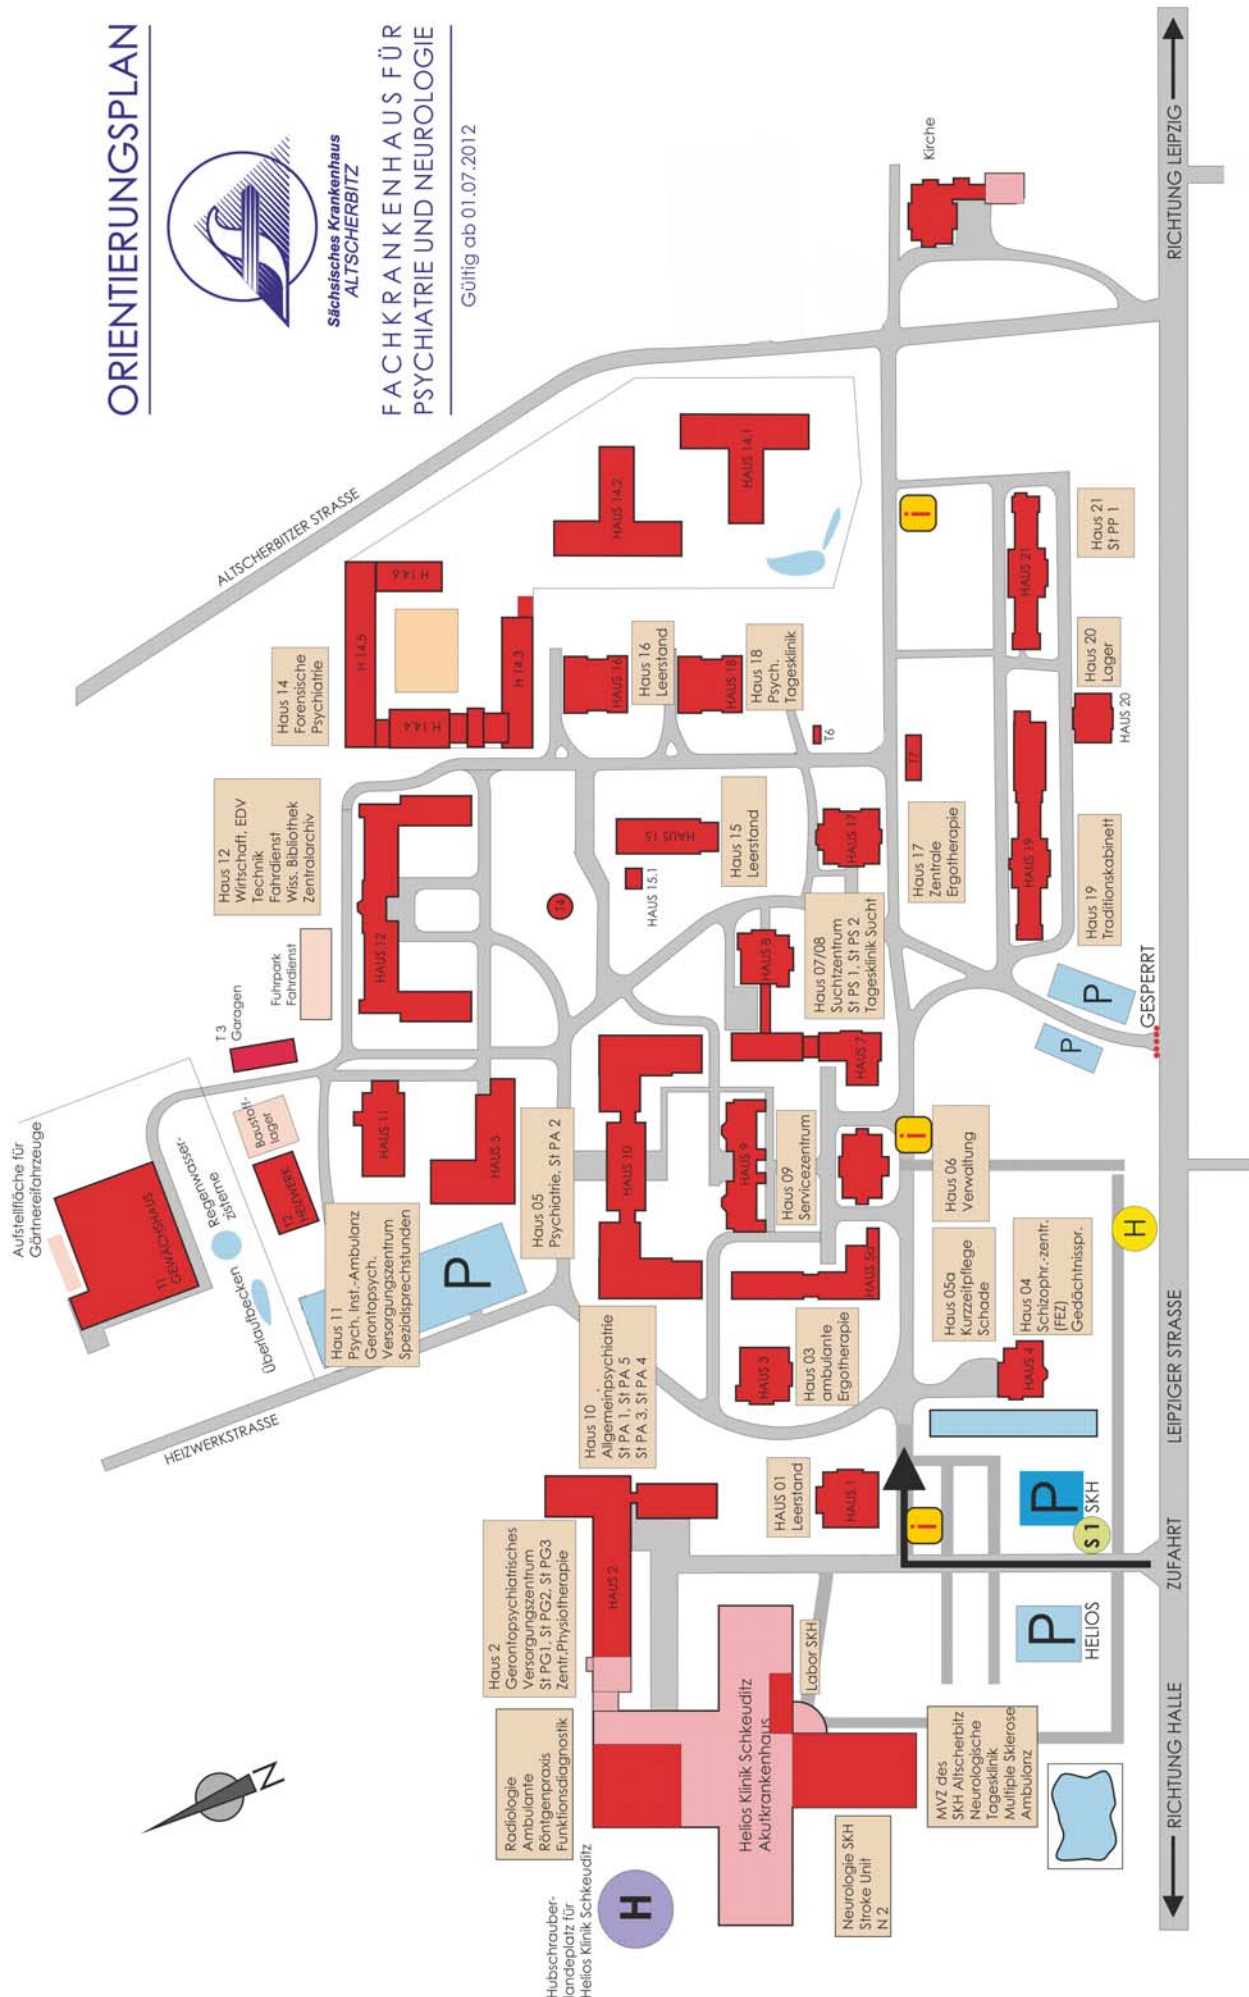 ORIENTIERUNGSPLAN
Sächsisches Krankenhaus
ALTSCHERBITZ
FACHKRANKENHAUS FÜR
PSYCHIATRIE UND NEUROLOGIE
Gültig ab 01.07.2012
N
Aufstellfläche für
Gärtnereifahrzeuge
T1
GEWÄCHSHAUS
Regenwasser-
zisterne
Überlaufbecken
HEIZWERKSTRASSE
T2
HEIZWERK
Baustoff-
lager
T 3
Garagen
Fuhrpark
Fahrdienst
Haus 12
Wirtschaft, EDV
Technik
Fahrdienst
Wiss. Bibliothek
Zentralarchiv
HAUS 12
Haus 14
Forensische
Psychiatrie
H 14.5
H 14.6
H 14.4
H 14.3
HAUS 14.2
HAUS 14.1
ALTSCHERBITZER STRASSE
HAUS 11
Haus 11
Psych. Inst.-Ambulanz
Gerontopsych.
Versorgungszentrum
Spezialsprechstunden
P
HAUS 5
Haus 05
Psychiatrie, St PA 2
T4
HAUS 16
Haus 16
Leerstand
HAUS 18
Haus 18
Psych.
Tagesklinik
HAUS 15
HAUS 15.1
Haus 15
Leerstand
T6
T7
HAUS 10
Haus 10
Allgemeinpsychiatrie
St PA 1, St PA 5
St PA 3, St PA 4
HAUS 2
Haus 2
Gerontopsychiatrisches
Versorgungszentrum
St PG1, St PG2, St PG3
Zentr.Physiotherapie
Radiologie
Ambulante
Röntgenpraxis
Funktionsdiagnostik
Hubschrauber-
landeplatz für
Helios Klinik Schkeuditz
H
Helios Klinik Schkeuditz
Akutkrankenhaus
Labor SKH
Neurologie SKH
Stroke Unit
N 2
MVZ des
SKH Altscherbitz
Neurologische
Tagesklinik
Multiple Sklerose
Ambulanz
HAUS 01
Leerstand
HAUS 1
HAUS 3
Haus 03
ambulante
Ergotherapie
HAUS 5a
HAUS 9
Haus 09
Servicezentrum
HAUS 7
HAUS 8
Haus 07/08
Suchtzentrum
St PS 1, St PS 2
Tagesklinik Sucht
HAUS 17
Haus 17
Zentrale
Ergotherapie
i
i
i
Haus 06
Verwaltung
Haus 05a
Kurzzeitpflege
Schade
Haus 04
Schizophr.-zentr.
(FEZ)
Gedächtnisspr.
HAUS 4
HAUS 19
Haus 19
Traditionskabinett
HAUS 20
Haus 20
Lager
HAUS 21
Haus 21
St PP 1
Kirche
P
P
GESPERRT
H
P
SKH
S 1
P
HELIOS
RICHTUNG HALLE
ZUFAHRT
LEIPZIGER STRASSE
RICHTUNG LEIPZIG